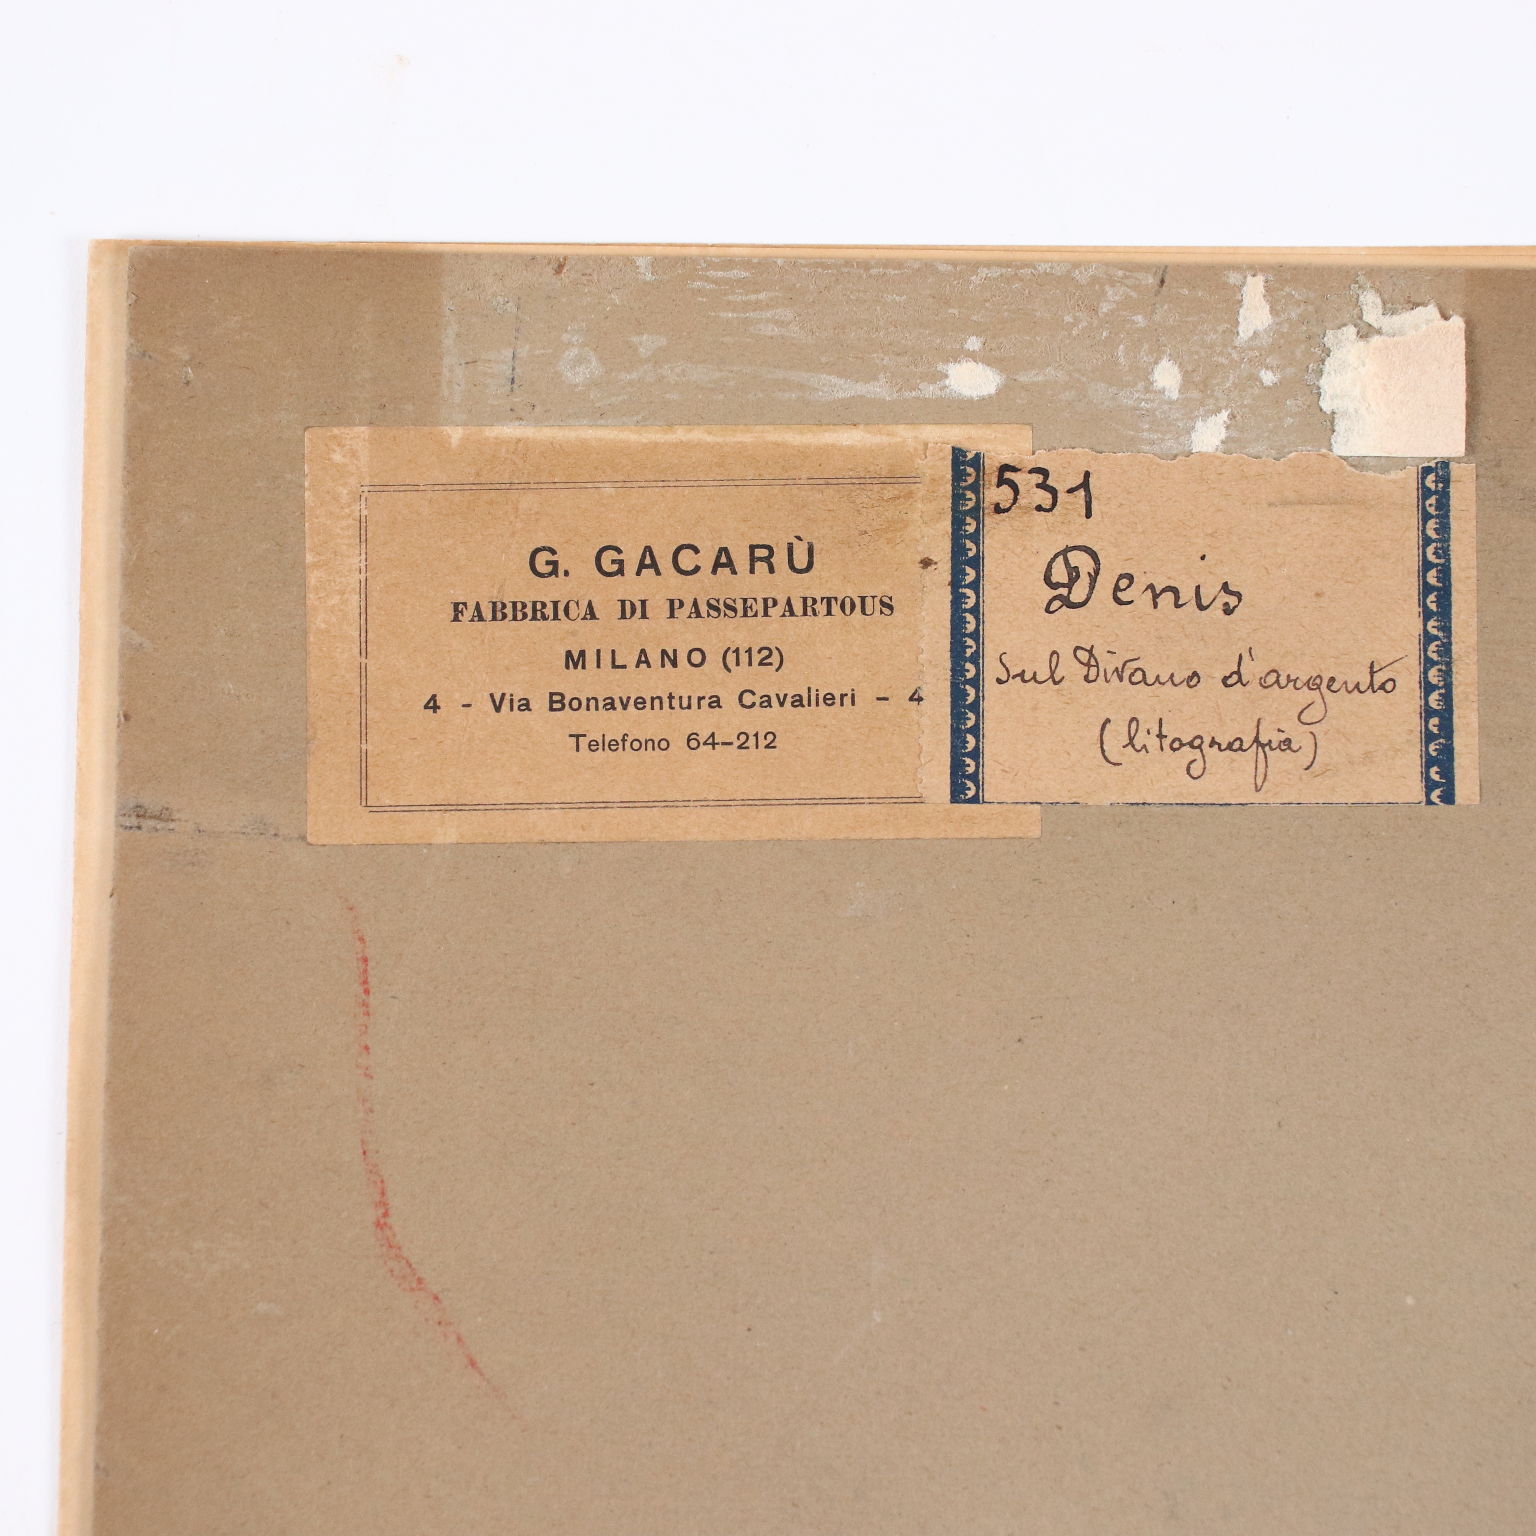 G. GACARÙ
FABBRICA DI PASSEPARTOUS
MILANO (112)
4 - Via Bonaventura Cavalieri - 4
Telefono 64-212
531
Denis
sul Divano d'argento
(litografia)